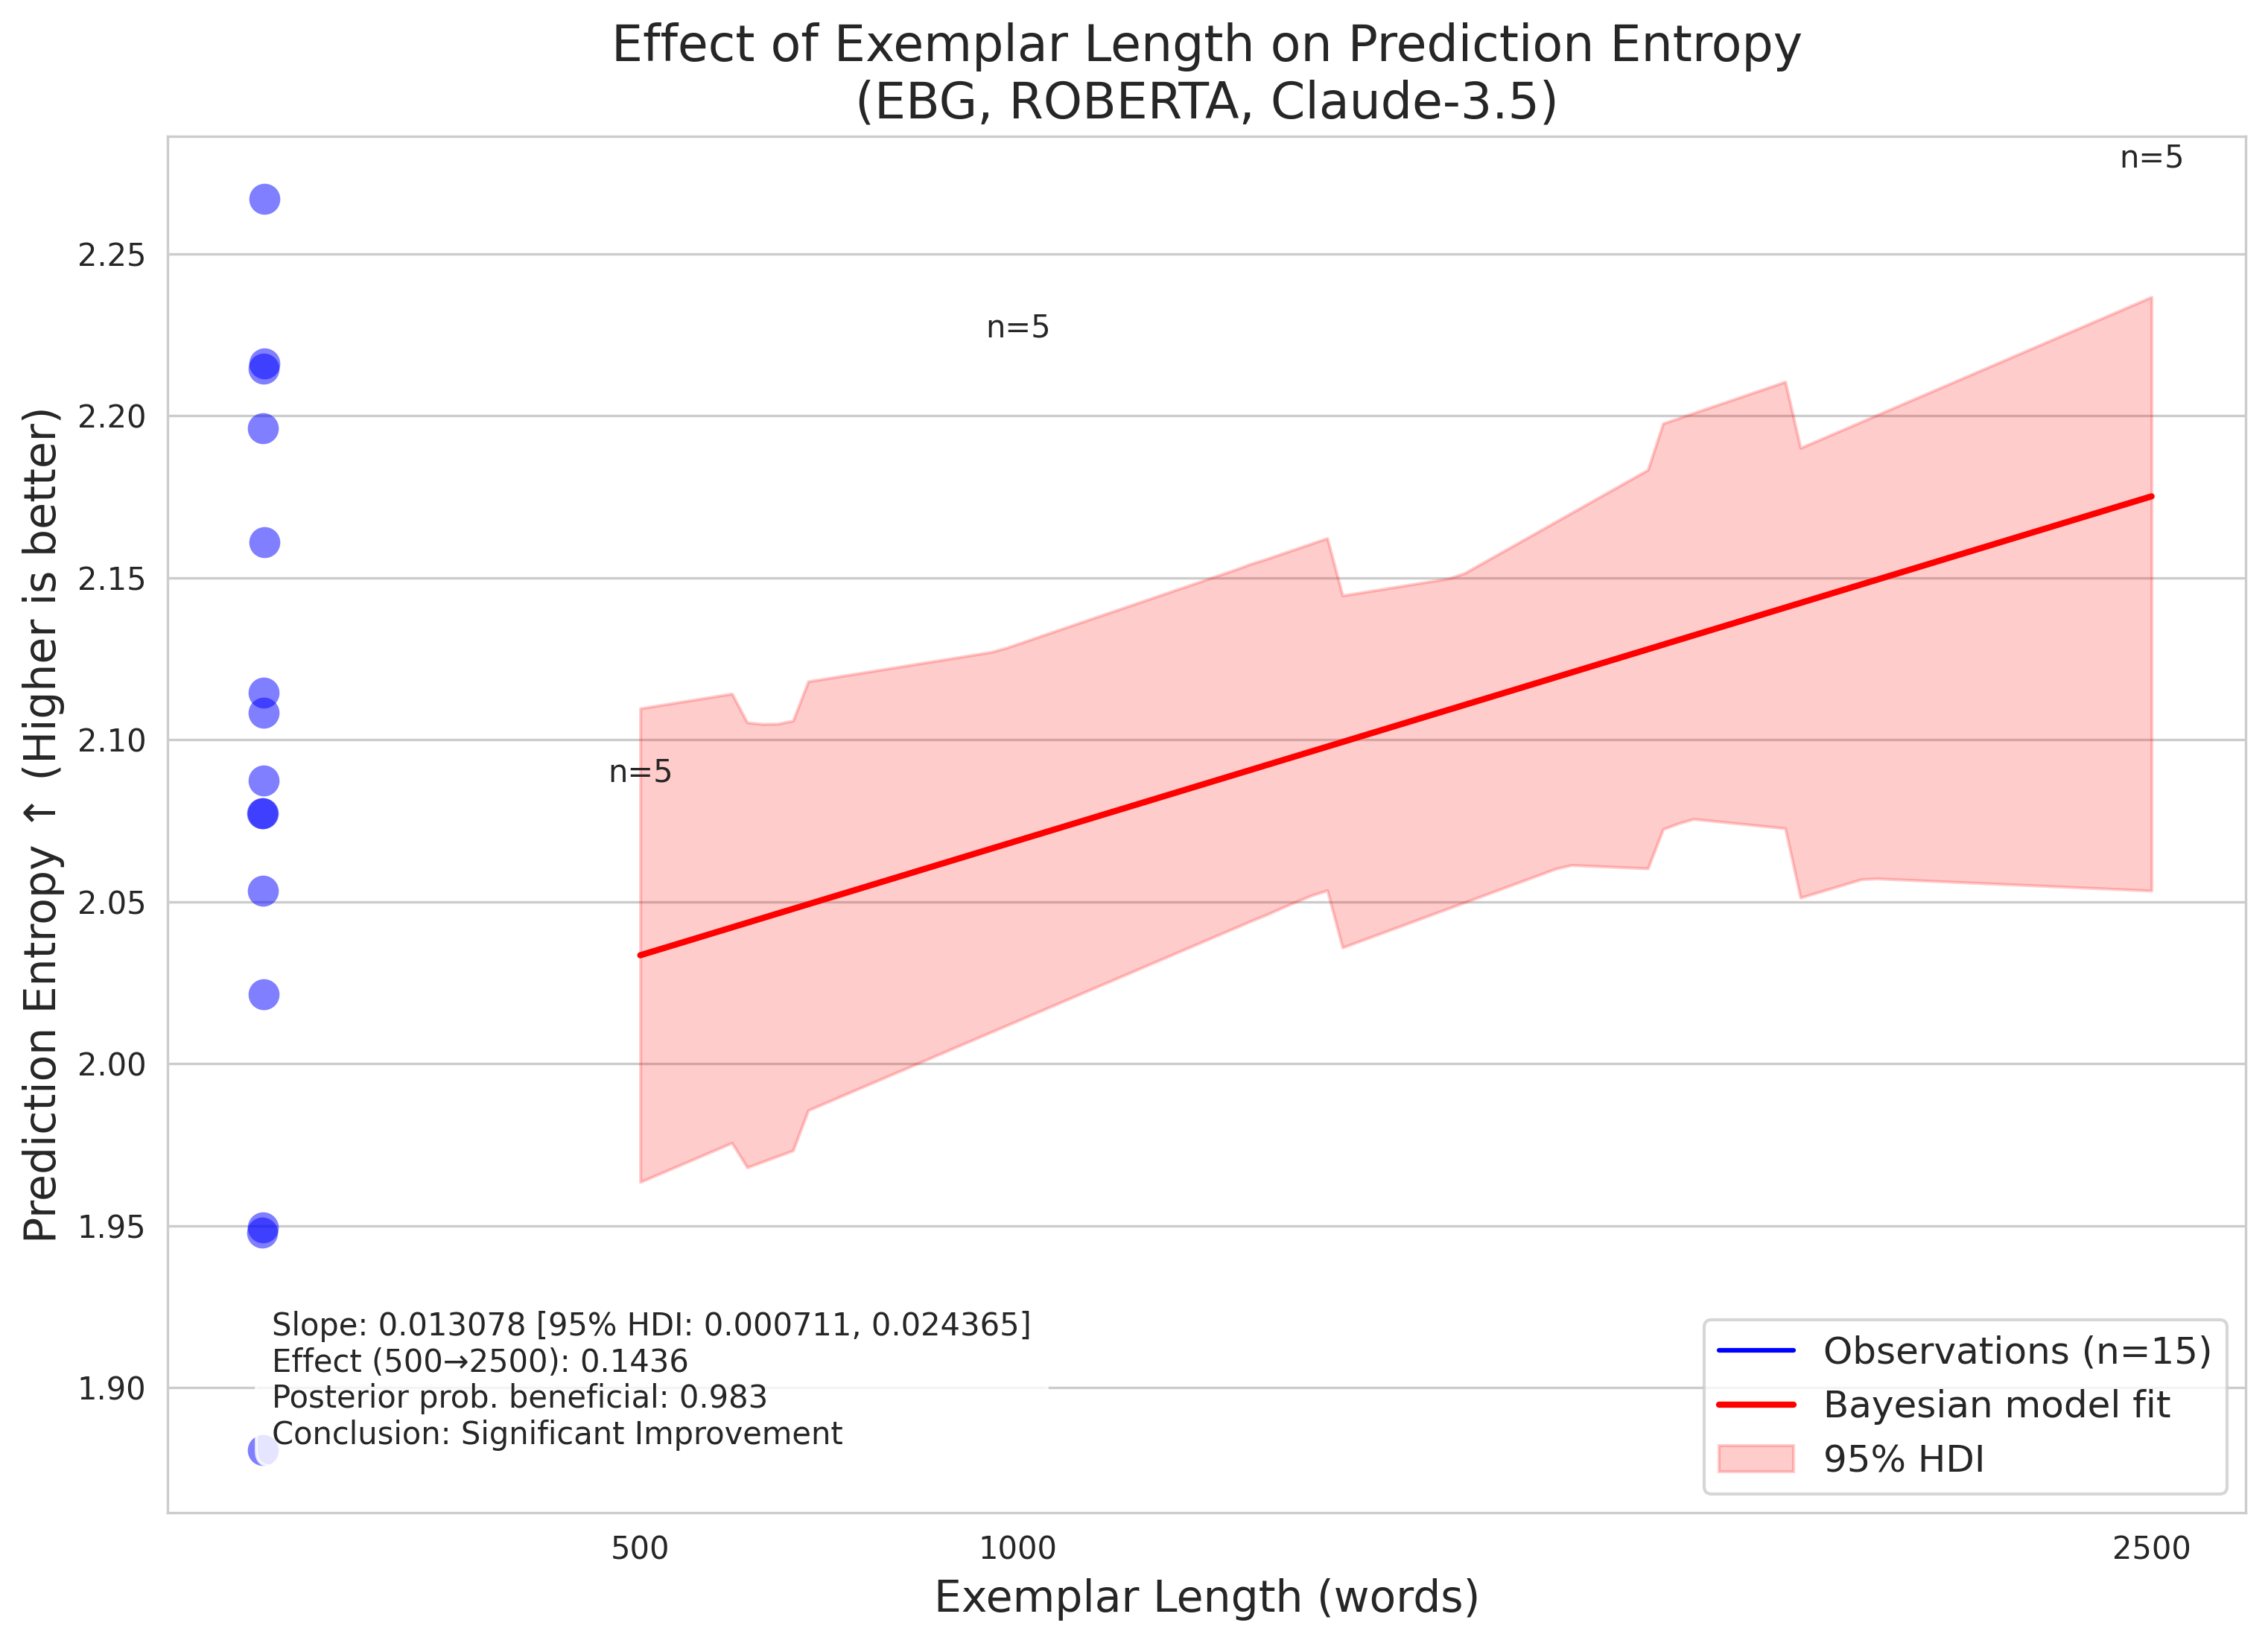 Effect of Exemplar Length on Prediction Entropy
(EBG, ROBERTA, Claude-3.5)
Prediction Entropy ↑ (Higher is better)
2.25
2.20
2.15
2.10
2.05
2.00
1.95
1.90
n=5
n=5
n=5
Slope: 0.013078 [95% HDI: 0.000711, 0.024365]
Effect (500→2500): 0.1436
Posterior prob. beneficial: 0.983
Conclusion: Significant Improvement
Observations (n=15)
Bayesian model fit
95% HDI
500
1000
2500
Exemplar Length (words)